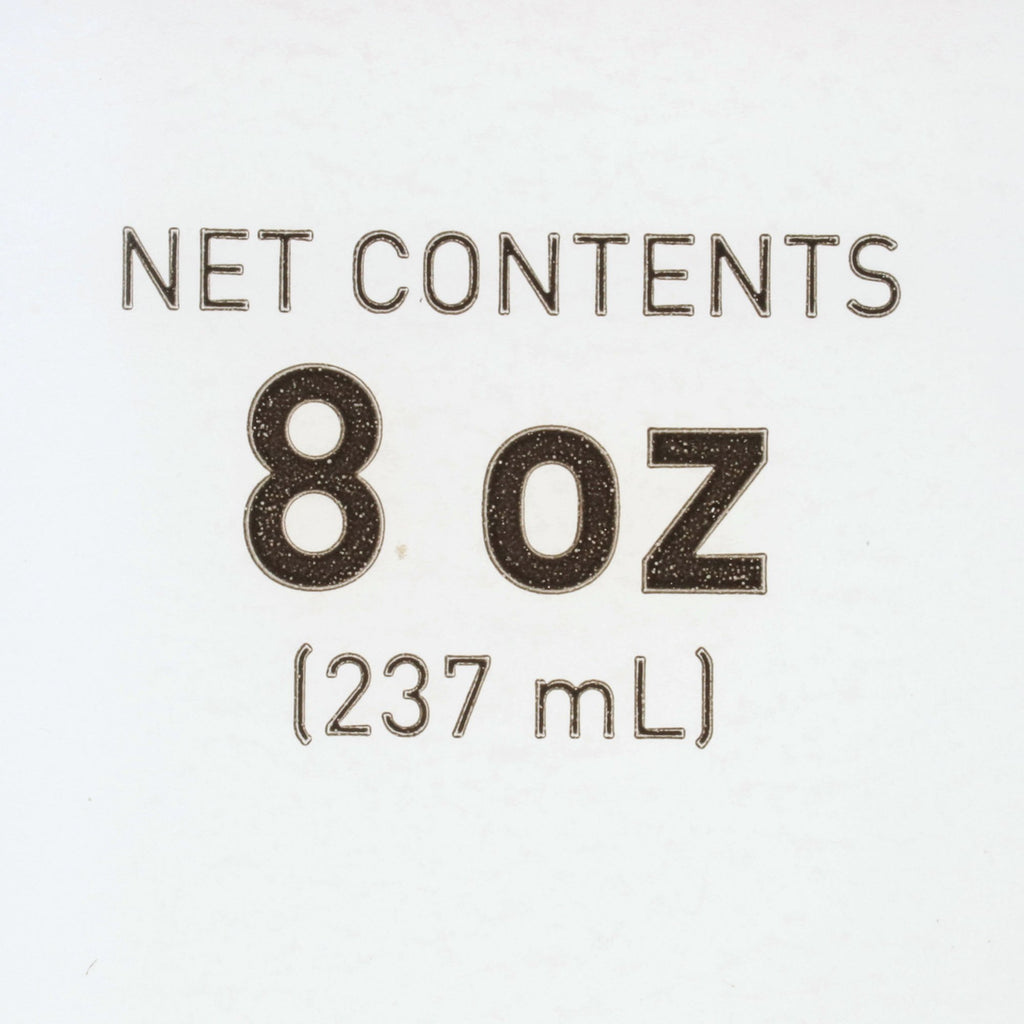 NET CONTENTS
8 oz
(237 mL)